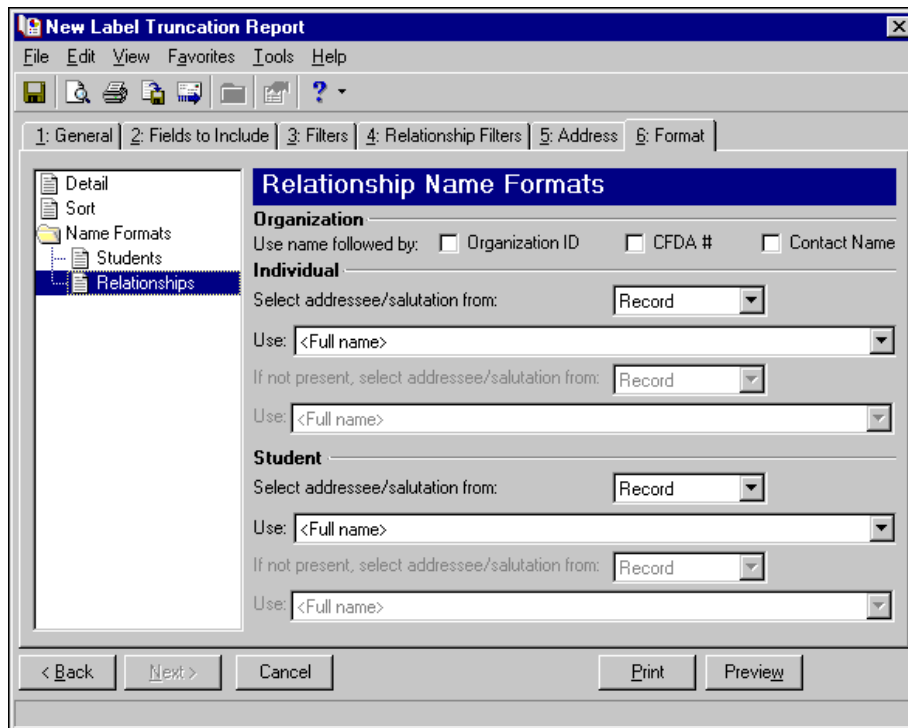 New Label Truncation Report
File Edit View Favorites Tools Help
?
1: General 2: Fields to Include 3: Filters 4: Relationship Filters 5: Address 6: Format
Detail
Sort
Name Formats
Students
Relationships
Relationship Name Formats
Organization
Use name followed by: Organization ID CFDA # Contact Name
Individual
Select addressee/salutation from: Record
Use: <Full name>
If not present, select addressee/salutation from: Record
Use: <Full name>
Student
Select addressee/salutation from: Record
Use: <Full name>
If not present, select addressee/salutation from: Record
Use: <Full name>
< Back Next > Cancel Print Preview